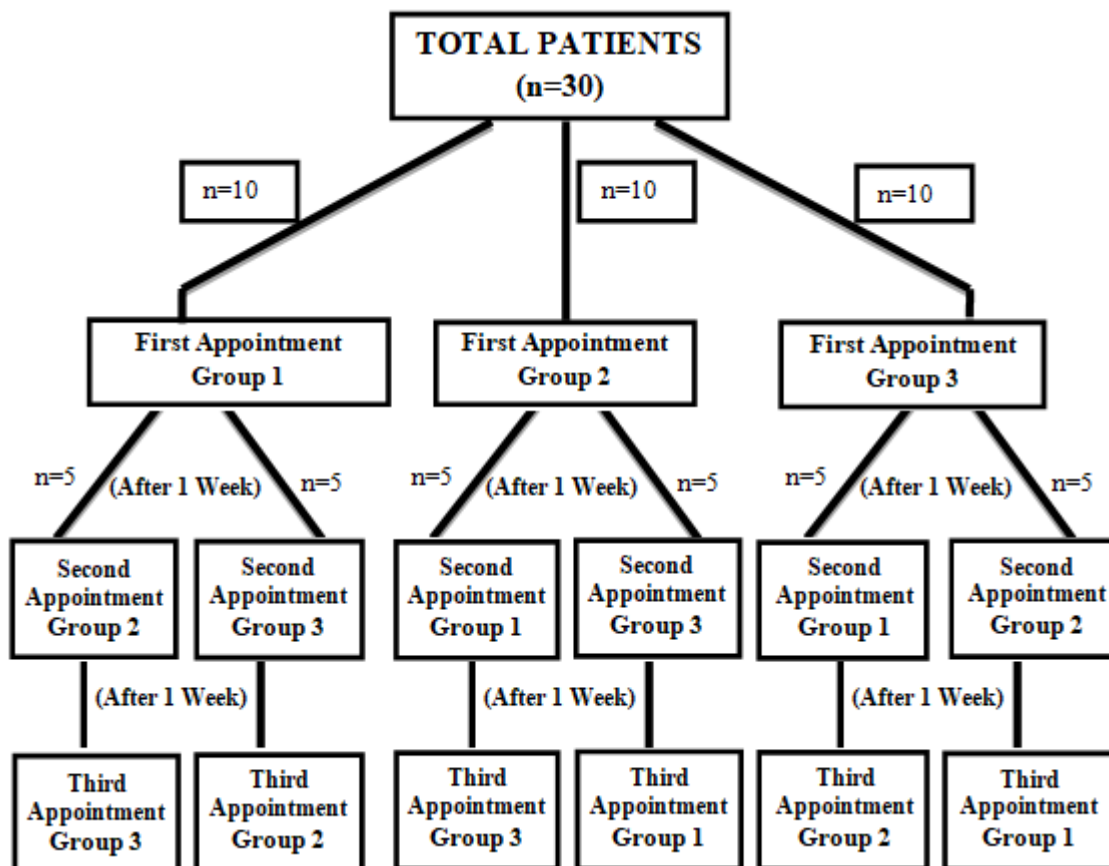 TOTAL PATIENTS
(n=30)
n=10
n=10
n=10
First Appointment
Group 1
First Appointment
Group 2
First Appointment
Group 3
n=5
(After 1 Week)
n=5
n=5
(After 1 Week)
n=5
n=5
(After 1 Week)
n=5
Second
Appointment
Group 2
Second
Appointment
Group 3
Second
Appointment
Group 1
Second
Appointment
Group 3
Second
Appointment
Group 1
Second
Appointment
Group 2
(After 1 Week)
(After 1 Week)
(After 1 Week)
Third
Appointment
Group 3
Third
Appointment
Group 2
Third
Appointment
Group 3
Third
Appointment
Group 1
Third
Appointment
Group 2
Third
Appointment
Group 1